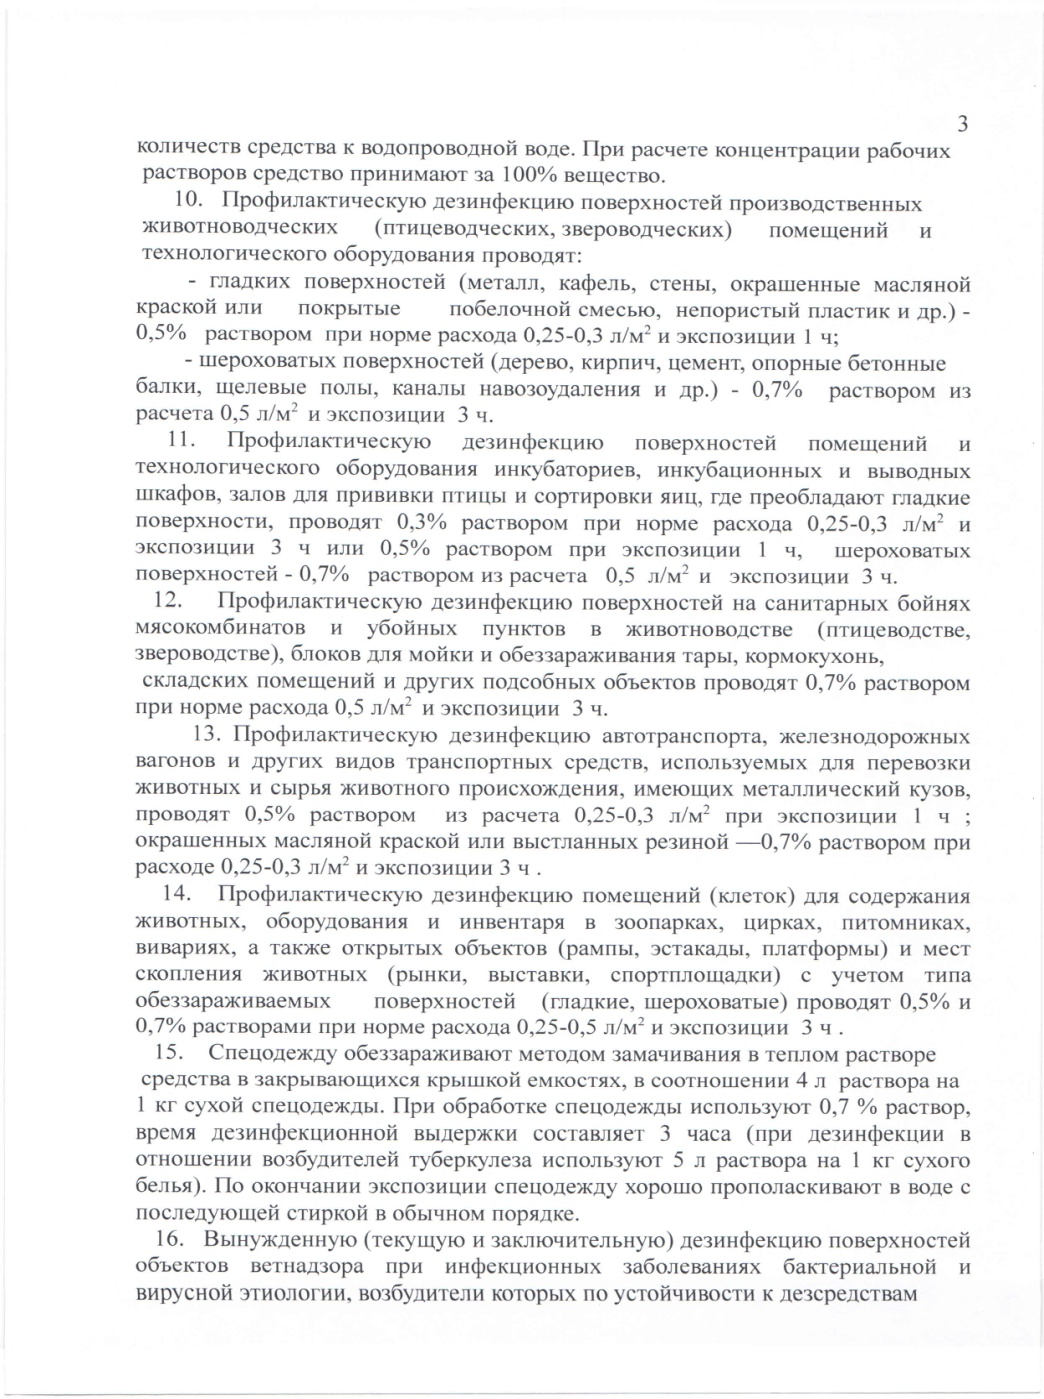 3
количеств средства к водопроводной воде. При расчете концентрации рабочих
растворов средство принимают за 100% вещество.
10. Профилактическую дезинфекцию поверхностей производственных
животноводческих (птицеводческих, звероводческих) помещений и
технологического оборудования проводят:
- гладких поверхностей (металл, кафель, стены, окрашенные масляной
краской или покрытые побелочной смесью, непористый пластик и др.) -
0,5% раствором при норме расхода 0,25-0,3 л/м² и экспозиции 1 ч;
- шероховатых поверхностей (дерево, кирпич, цемент, опорные бетонные
балки, щелевые полы, каналы навозоудаления и др.) - 0,7% раствором из
расчета 0,5 л/м² и экспозиции 3 ч.
11. Профилактическую дезинфекцию поверхностей помещений и
технологического оборудования инкубаториев, инкубационных и выводных
шкафов, залов для прививки птицы и сортировки яиц, где преобладают гладкие
поверхности, проводят 0,3% раствором при норме расхода 0,25-0,3 л/м² и
экспозиции 3 ч или 0,5% раствором при экспозиции 1 ч, шероховатых
поверхностей - 0,7% раствором из расчета 0,5 л/м² и экспозиции 3 ч.
12. Профилактическую дезинфекцию поверхностей на санитарных бойнях
мясокомбинатов и убойных пунктов в животноводстве (птицеводстве,
звероводстве), блоков для мойки и обеззараживания тары, кормокухонь,
складских помещений и других подсобных объектов проводят 0,7% раствором
при норме расхода 0,5 л/м² и экспозиции 3 ч.
13. Профилактическую дезинфекцию автотранспорта, железнодорожных
вагонов и других видов транспортных средств, используемых для перевозки
животных и сырья животного происхождения, имеющих металлический кузов,
проводят 0,5% раствором из расчета 0,25-0,3 л/м² при экспозиции 1 ч ;
окрашенных масляной краской или выстланных резиной —0,7% раствором при
расходе 0,25-0,3 л/м² и экспозиции 3 ч .
14. Профилактическую дезинфекцию помещений (клеток) для содержания
животных, оборудования и инвентаря в зоопарках, цирках, питомниках,
вивариях, а также открытых объектов (рампы, эстакады, платформы) и мест
скопления животных (рынки, выставки, спортплощадки) с учетом типа
обеззараживаемых поверхностей (гладкие, шероховатые) проводят 0,5% и
0,7% растворами при норме расхода 0,25-0,5 л/м² и экспозиции 3 ч .
15. Спецодежду обеззараживают методом замачивания в теплом растворе
средства в закрывающихся крышкой емкостях, в соотношении 4 л раствора на
1 кг сухой спецодежды. При обработке спецодежды используют 0,7 % раствор,
время дезинфекционной выдержки составляет 3 часа (при дезинфекции в
отношении возбудителей туберкулеза используют 5 л раствора на 1 кг сухого
белья). По окончании экспозиции спецодежду хорошо прополаскивают в воде с
последующей стиркой в обычном порядке.
16. Вынужденную (текущую и заключительную) дезинфекцию поверхностей
объектов ветнадзора при инфекционных заболеваниях бактериальной и
вирусной этиологии, возбудители которых по устойчивости к дезсредствам